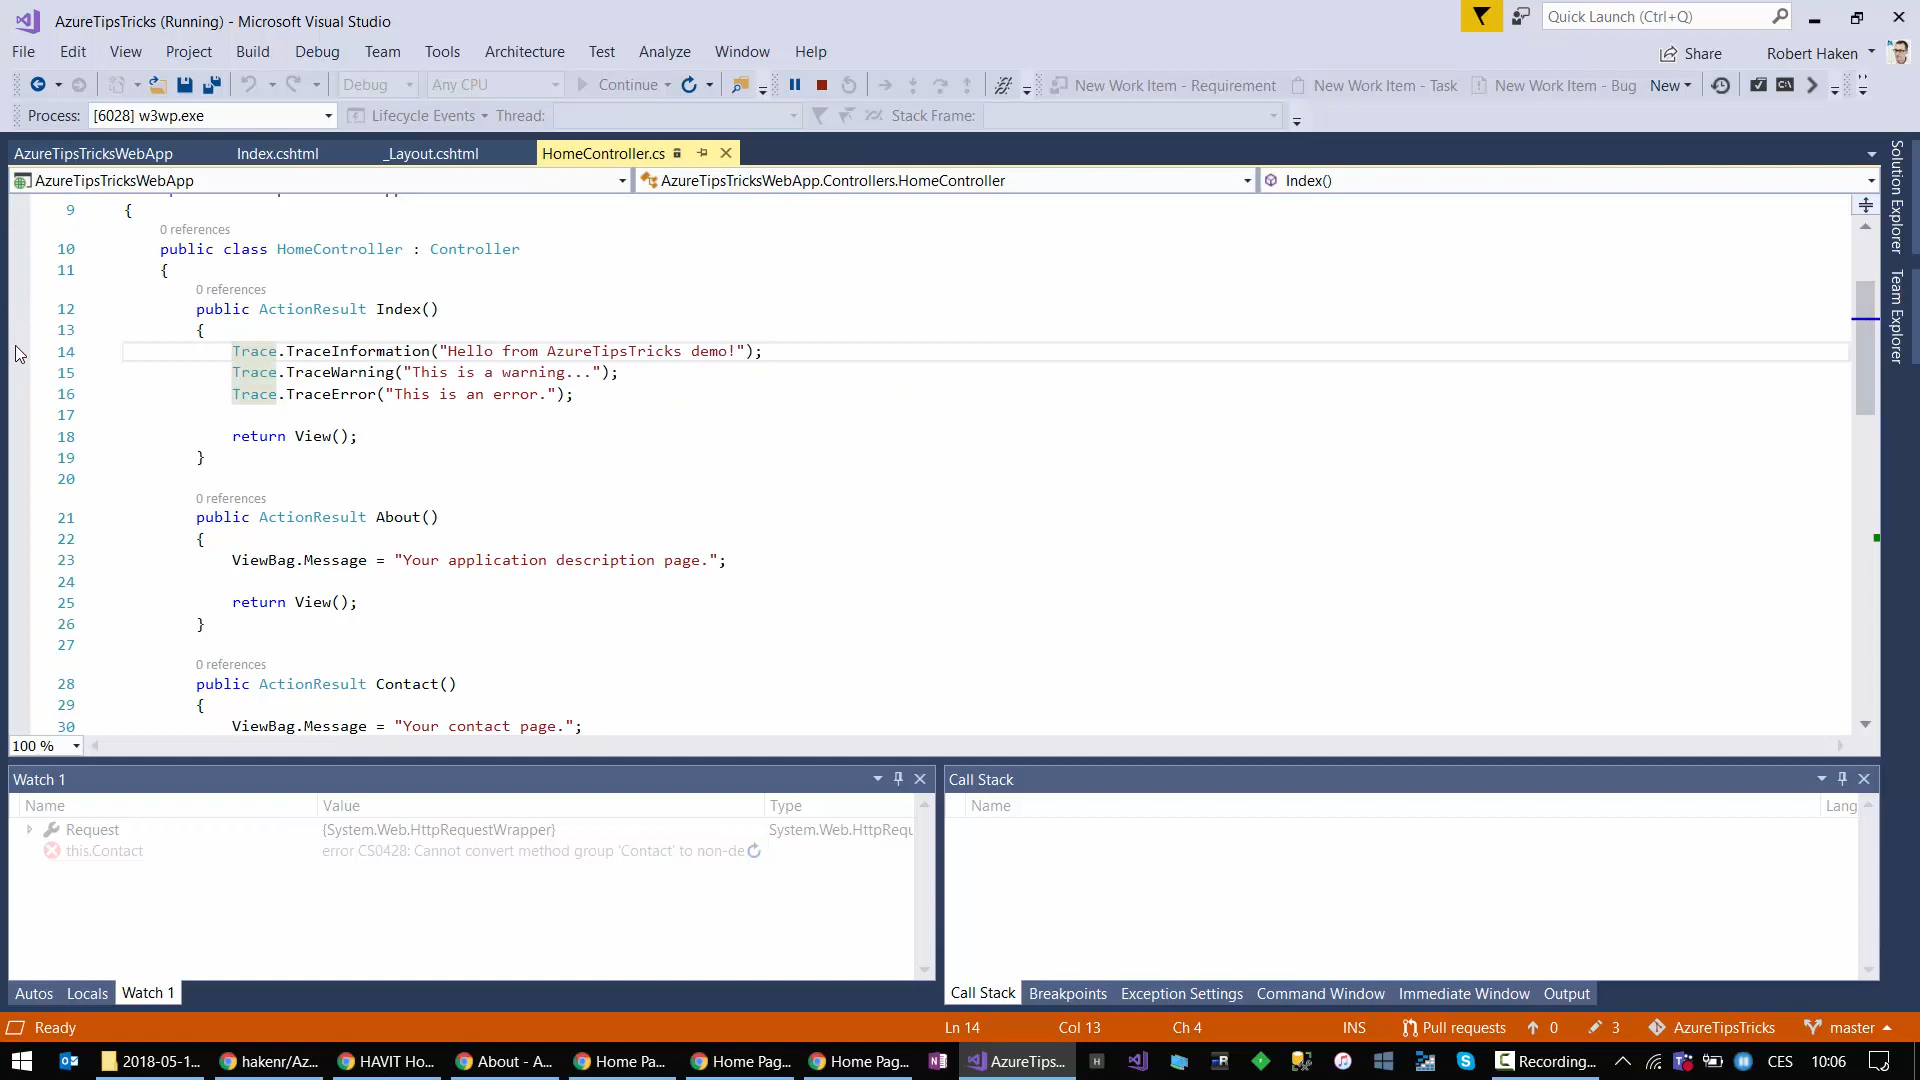 AzureTipsTricks (Running) - Microsoft Visual Studio
Quick Launch (Ctrl+Q)
File Edit View Project Build Debug Team Tools Architecture Test Analyze Window Help
Share Robert Haken
Debug Any CPU Continue New Work Item - Requirement New Work Item - Task New Work Item - Bug New
Process: [6028] w3wp.exe Lifecycle Events Thread: Stack Frame:
AzureTipsTricksWebApp Index.cshtml _Layout.cshtml HomeController.cs
AzureTipsTricksWebApp AzureTipsTricksWebApp.Controllers.HomeController Index()
9 {
0 references
10 public class HomeController : Controller
11 {
0 references
12 public ActionResult Index()
13 {
14 Trace.TraceInformation("Hello from AzureTipsTricks demo!");
15 Trace.TraceWarning("This is a warning...");
16 Trace.TraceError("This is an error.");
17
18 return View();
19 }
20
0 references
21 public ActionResult About()
22 {
23 ViewBag.Message = "Your application description page.";
24
25 return View();
26 }
27
0 references
28 public ActionResult Contact()
29 {
30 ViewBag.Message = "Your contact page.";
100 %
Solution Explorer
Team Explorer
Watch 1
Name Value Type
Request {System.Web.HttpRequestWrapper} System.Web.HttpRequ
this.Contact error CS0428: Cannot convert method group 'Contact' to non-de
Autos Locals Watch 1
Call Stack
Name Lang
Call Stack Breakpoints Exception Settings Command Window Immediate Window Output
Ready Ln 14 Col 13 Ch 4 INS Pull requests 0 3 AzureTipsTricks master
2018-05-1... hakenr/Az... HAVIT Ho... About - A... Home Pa... Home Pag... Home Pag... AzureTips... Recording... CES 10:06